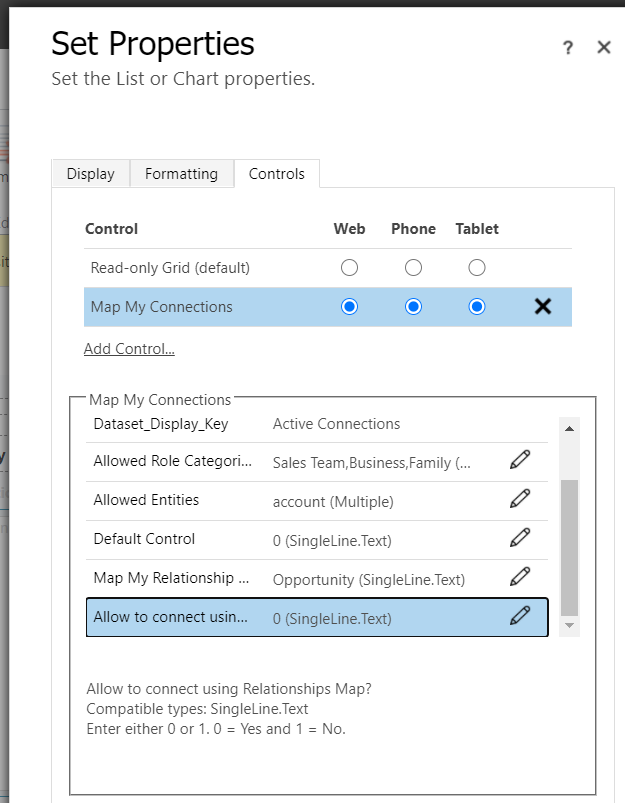 Set Properties
?
Set the List or Chart properties.
Display Formatting Controls
Control Web Phone Tablet
Read-only Grid (default)
Map My Connections
Add Control...
Map My Connections
Dataset_Display_Key Active Connections
Allowed Role Categori... Sales Team,Business,Family (...
Allowed Entities account (Multiple)
Default Control 0 (SingleLine.Text)
Map My Relationship ... Opportunity (SingleLine.Text)
Allow to connect usin... 0 (SingleLine.Text)
Allow to connect using Relationships Map?
Compatible types: SingleLine.Text
Enter either 0 or 1. 0 = Yes and 1 = No.